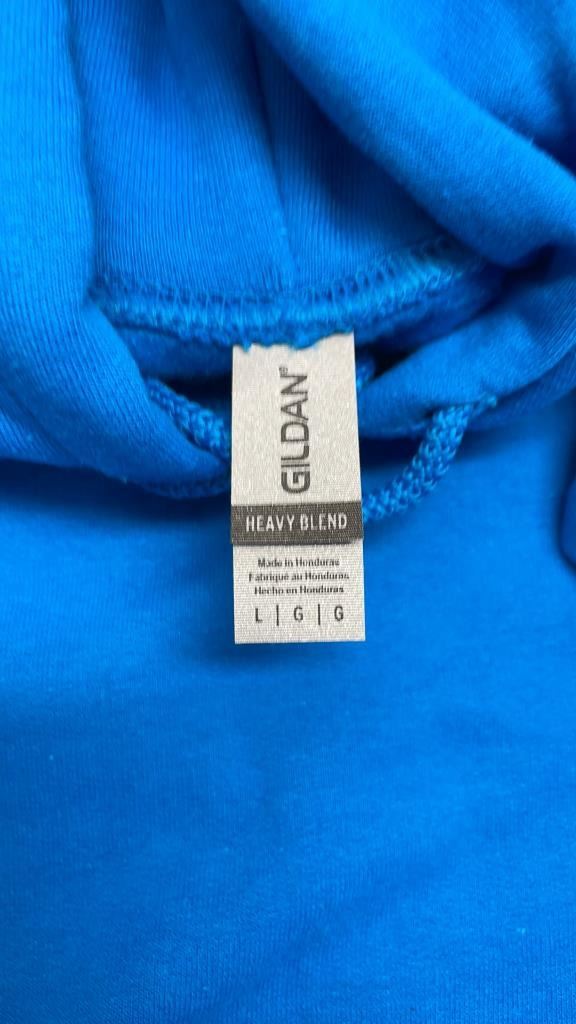 GILDAN®
HEAVY BLEND
Made in Honduras
Fabriqué au Honduras
Hecho en Honduras
L | G | G